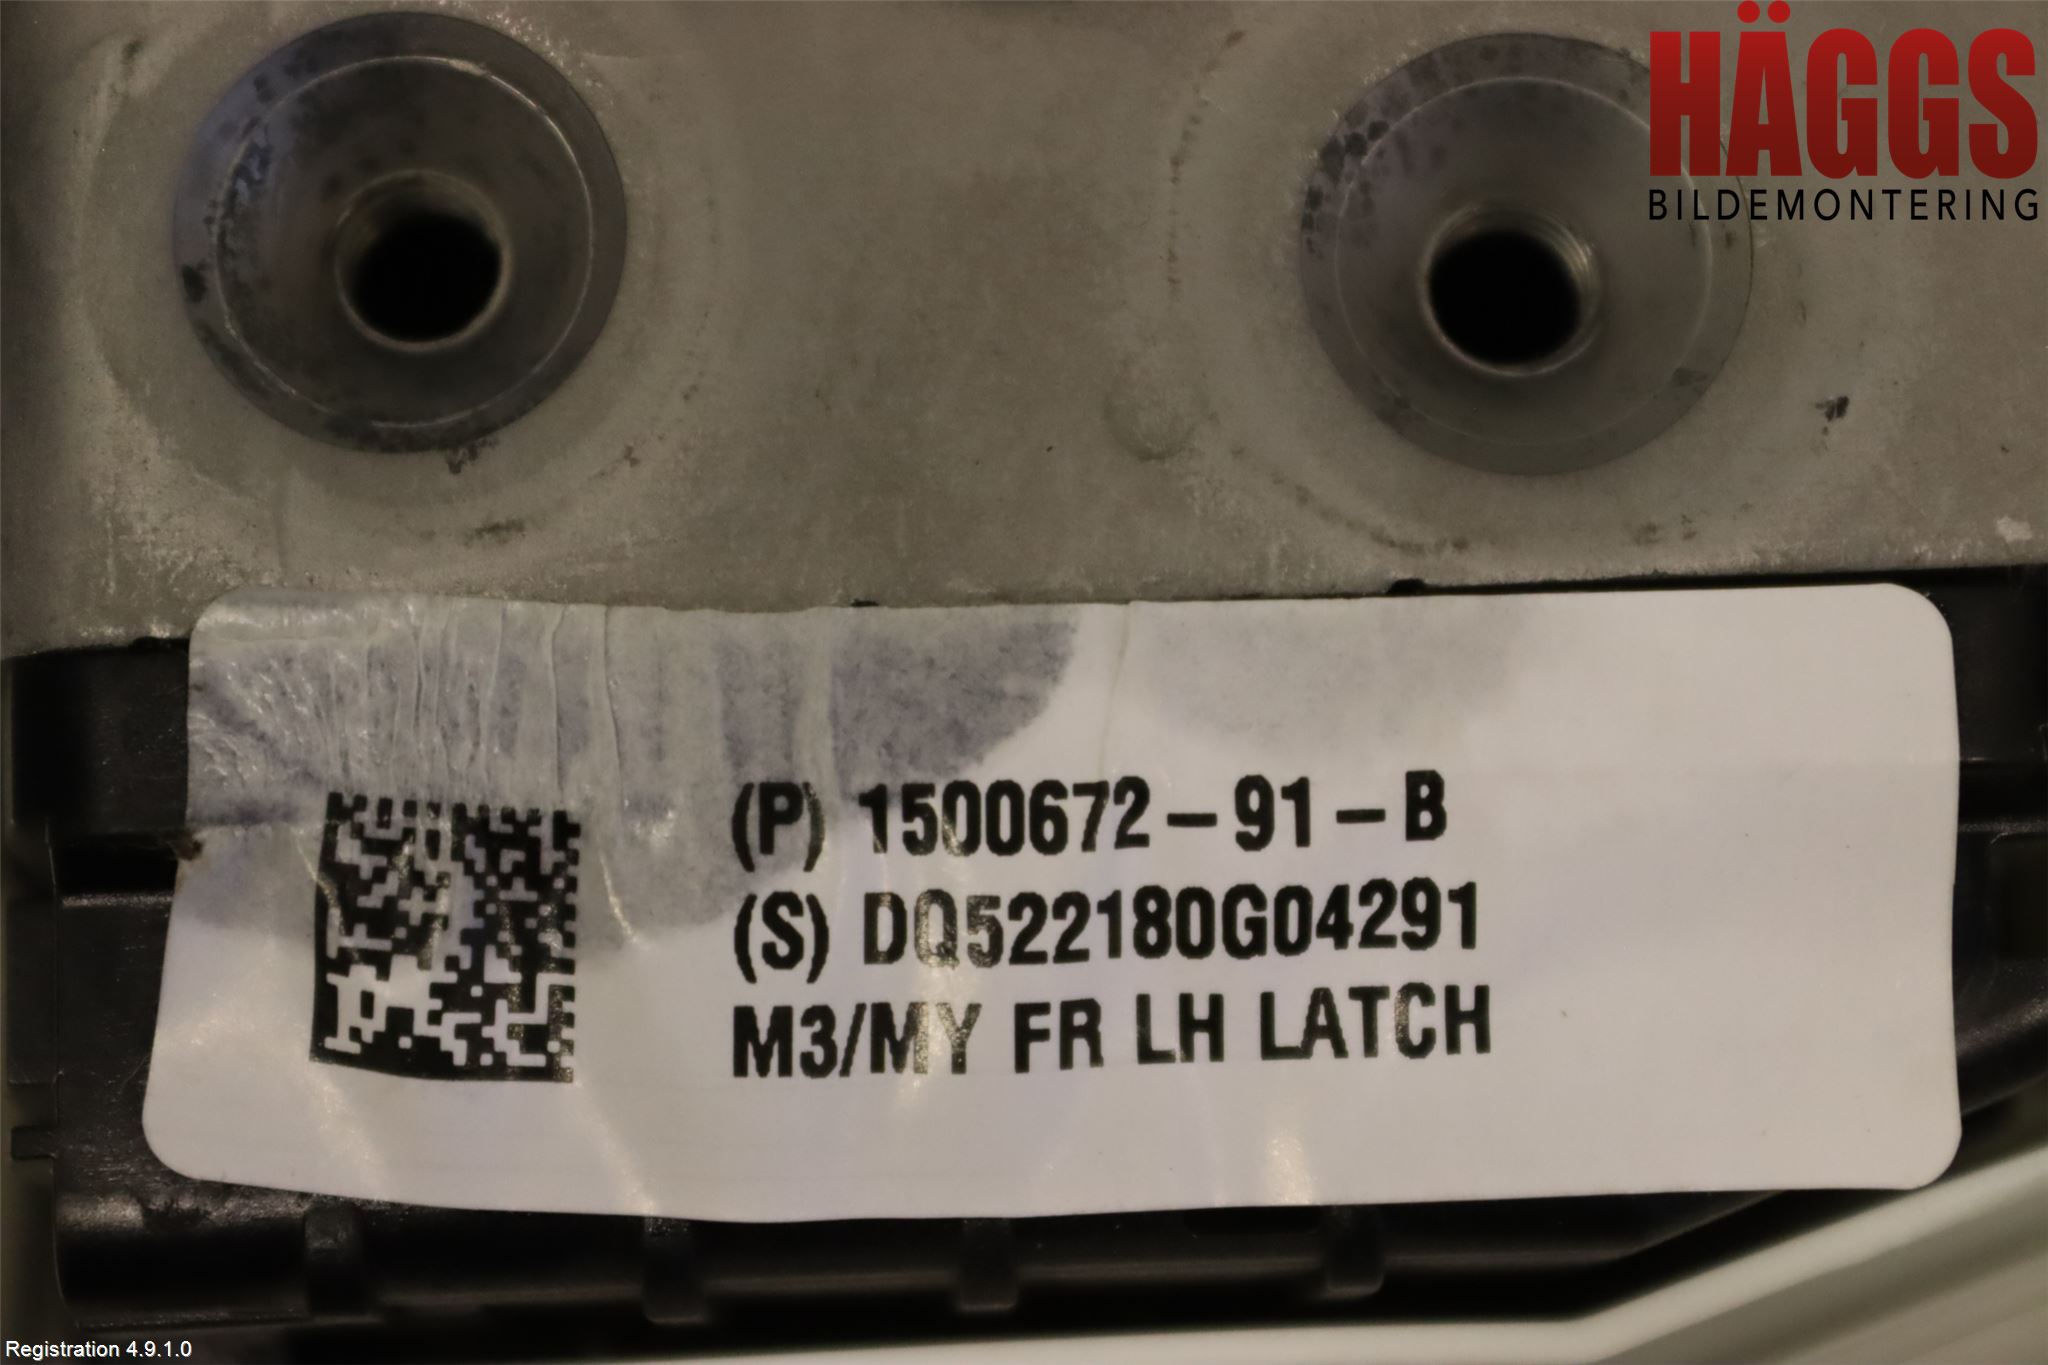 HÄGGS
BILDEMONTERING
(P) 1500672-91-B
(S) DQ522180G04291
M3/MY FR LH LATCH
Registration 4.9.1.0